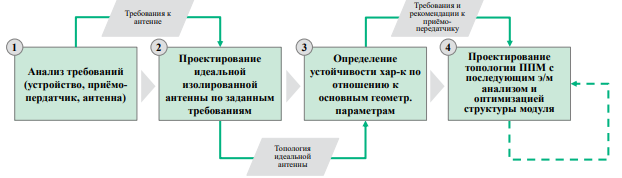 Требования к
антенне
Требования и
рекомендации к
приёмо-
передатчику
1
Анализ требований
(устройство, приёмо-
пердатчик, антенна)
2
Проектирование
идеальной
изолированной
антенны по заданным
требованиям
3
Определение
устойчивости хар-к по
отношению к
основным геометр.
параметрам
4
Проектирование
топологии ППМ с
последующим э/м
анализом и
оптимизацией
структуры модуля
Топология
идеальной
антенны